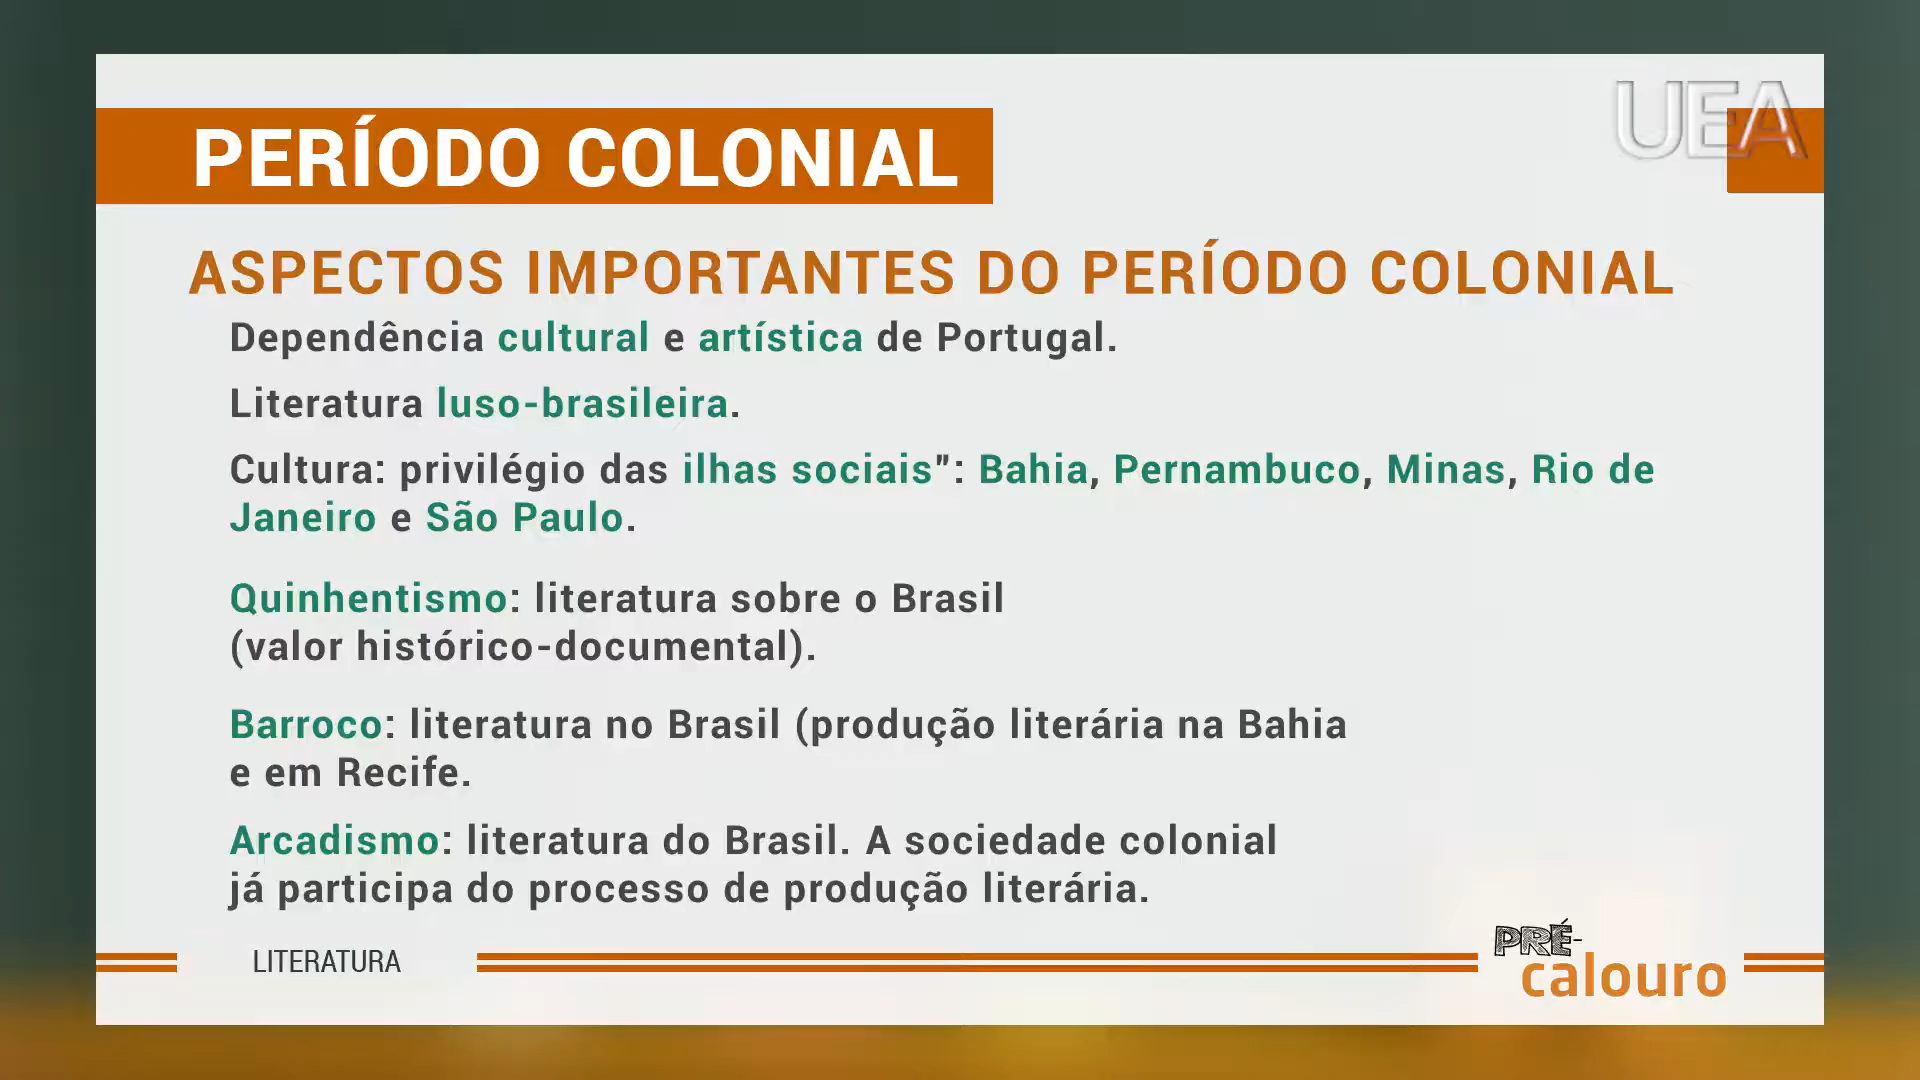 UEA
PERÍODO COLONIAL
ASPECTOS IMPORTANTES DO PERÍODO COLONIAL
Dependência cultural e artística de Portugal.
Literatura luso-brasileira.
Cultura: privilégio das ilhas sociais": Bahia, Pernambuco, Minas, Rio de
Janeiro e São Paulo.
Quinhentismo: literatura sobre o Brasil
(valor histórico-documental).
Barroco: literatura no Brasil (produção literária na Bahia
e em Recife.
Arcadismo: literatura do Brasil. A sociedade colonial
já participa do processo de produção literária.
LITERATURA
PRÉ-
calouro